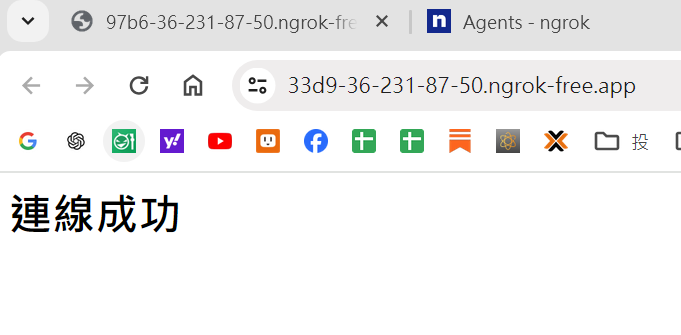 97b6-36-231-87-50.ngrok-fre
Agents - ngrok
33d9-36-231-87-50.ngrok-free.app
投
連線成功